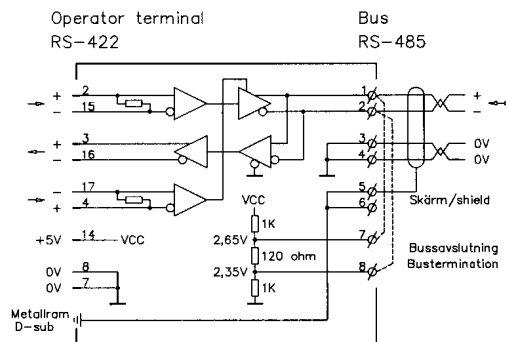 Operator terminal
RS-422
Bus
RS-485
+ 2
- 15
+ 3
- 16
- 17
+ 4
+5V 14 VCC
0V 8
0V 7
Metallram
D-sub
VCC
1K
2,65V
120 ohm
2,35V
1K
1 +
2 -
3 0V
4 0V
5
6
Skärm/shield
7
8
Bussavslutning
Bustermination